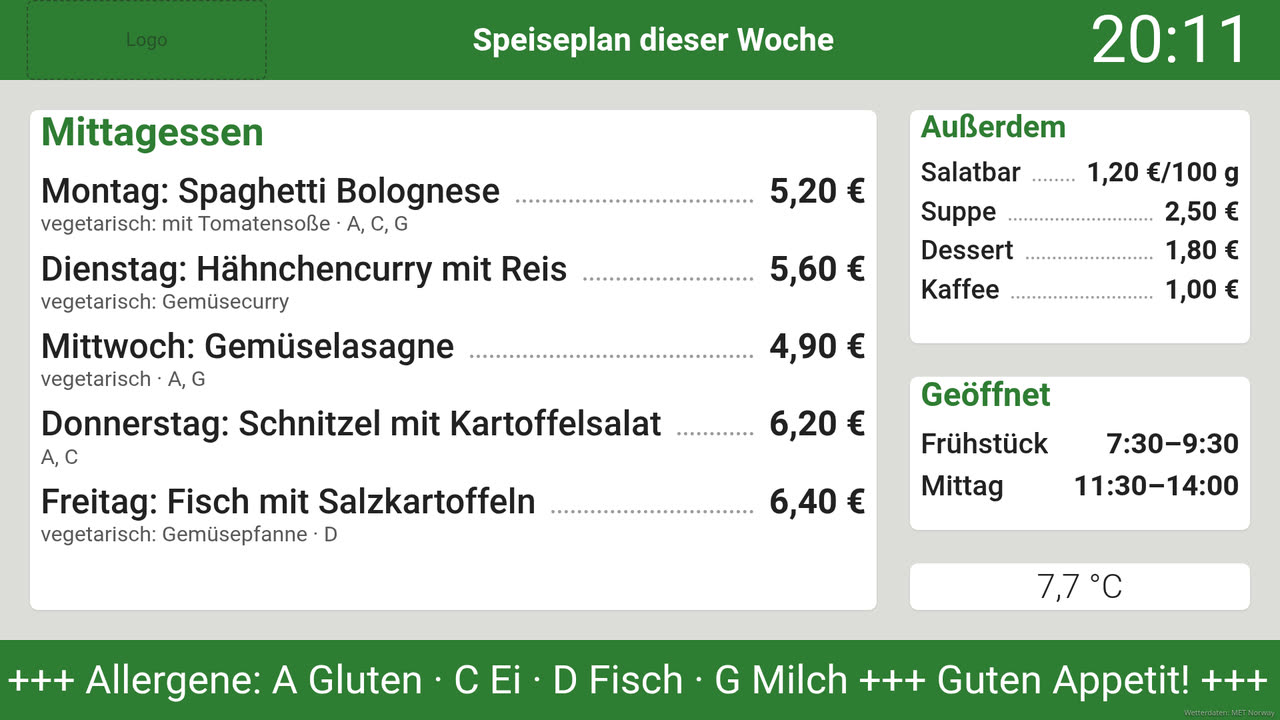 Logo
Speiseplan dieser Woche
20:11
Mittagessen
Montag: Spaghetti Bolognese 5,20 €
vegetarisch: mit Tomatensoße · A, C, G
Dienstag: Hähnchencurry mit Reis 5,60 €
vegetarisch: Gemüsecurry
Mittwoch: Gemüselasagne 4,90 €
vegetarisch · A, G
Donnerstag: Schnitzel mit Kartoffelsalat 6,20 €
A, C
Freitag: Fisch mit Salzkartoffeln 6,40 €
vegetarisch: Gemüsepfanne · D
Außerdem
Salatbar 1,20 €/100 g
Suppe 2,50 €
Dessert 1,80 €
Kaffee 1,00 €
Geöffnet
Frühstück 7:30–9:30
Mittag 11:30–14:00
7,7 °C
+++ Allergene: A Gluten · C Ei · D Fisch · G Milch +++ Guten Appetit! +++
Wetterdaten: MET Norway